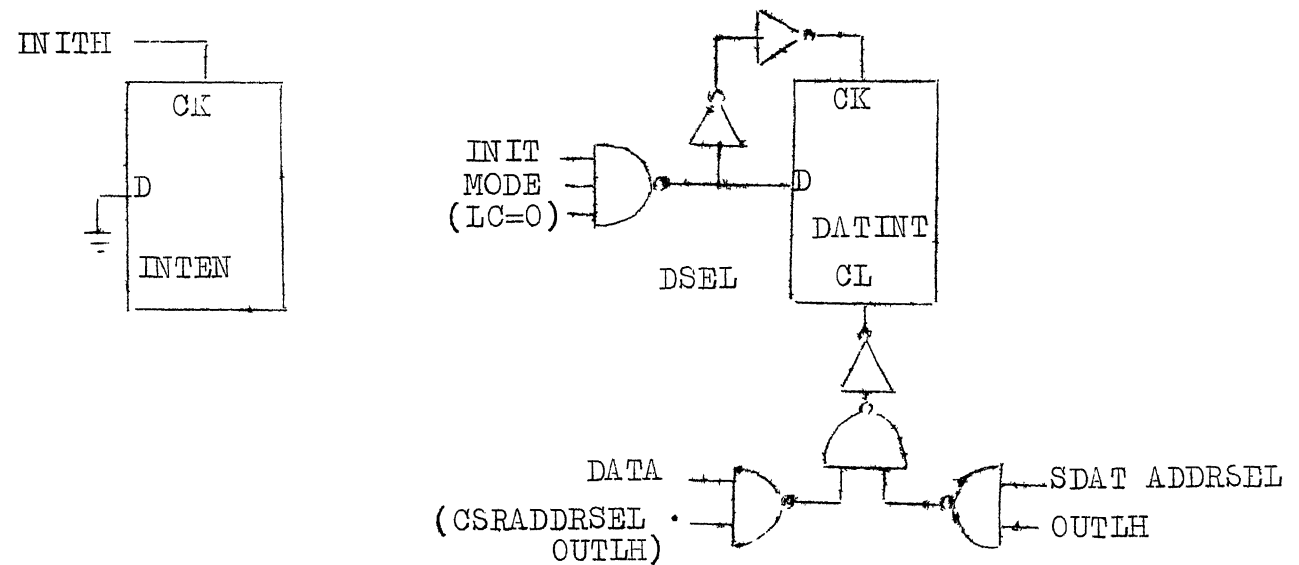 INITH
CK
D
INTEN
INIT
MODE
(LC=0)
CK
D
DATINT
CL
DSEL
DATA
(CSRADDRSEL ·
OUTLH)
SDAT ADDRSEL
OUTLH